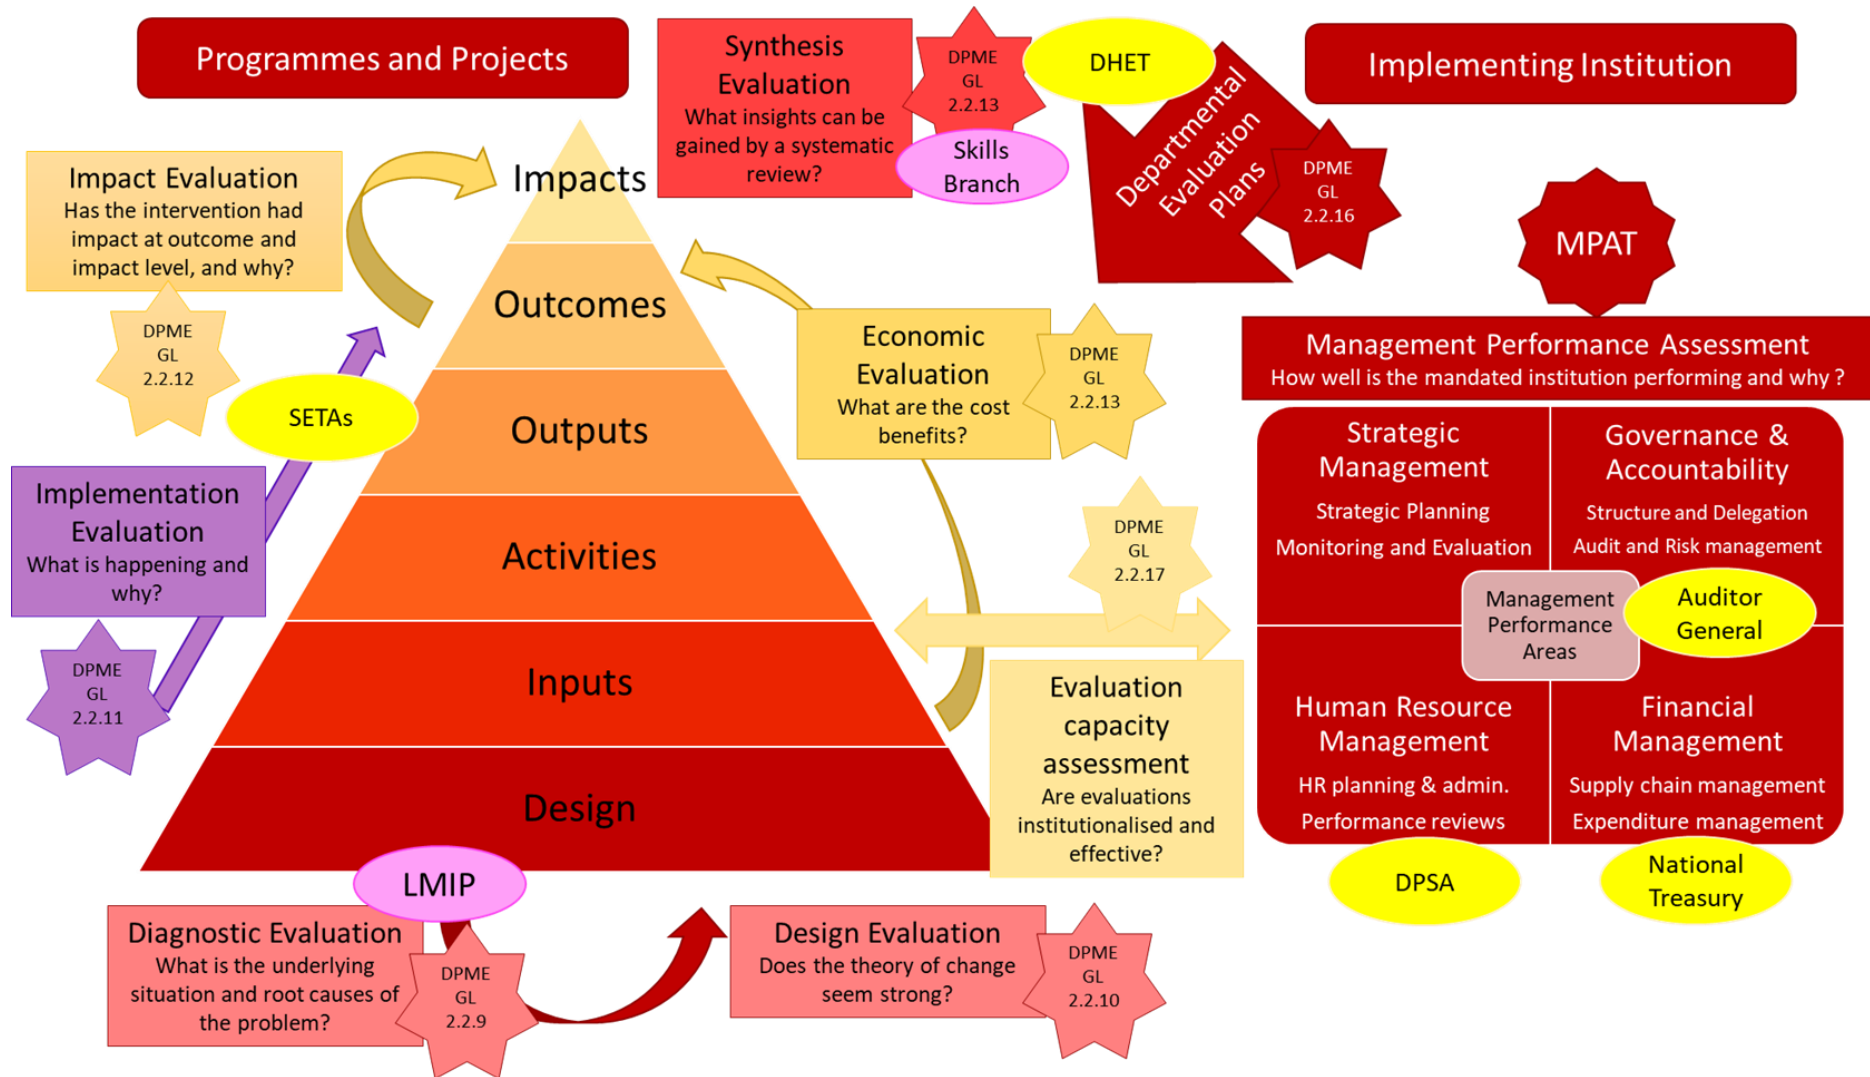 Programmes and Projects
Synthesis
Evaluation
What insights can be
gained by a systematic
review?
DPME
GL
2.2.13
Skills
Branch
DHET
Departmental
Evaluation
Plans
DPME
GL
2.2.16
Implementing Institution
MPAT
Impact Evaluation
Has the intervention had
impact at outcome and
impact level, and why?
DPME
GL
2.2.12
SETAs
Implementation
Evaluation
What is happening and
why?
DPME
GL
2.2.11
Impacts
Outcomes
Outputs
Activities
Inputs
Design
Economic
Evaluation
What are the cost
benefits?
DPME
GL
2.2.13
DPME
GL
2.2.17
Evaluation
capacity
assessment
Are evaluations
institutionalised and
effective?
Management Performance Assessment
How well is the mandated institution performing and why ?
Strategic
Management
Strategic Planning
Monitoring and Evaluation
Governance &
Accountability
Structure and Delegation
Audit and Risk management
Management
Performance
Areas
Auditor
General
Human Resource
Management
HR planning & admin.
Performance reviews
Financial
Management
Supply chain management
Expenditure management
DPSA
National
Treasury
LMIP
Diagnostic Evaluation
What is the underlying
situation and root causes of
the problem?
DPME
GL
2.2.9
Design Evaluation
Does the theory of change
seem strong?
DPME
GL
2.2.10